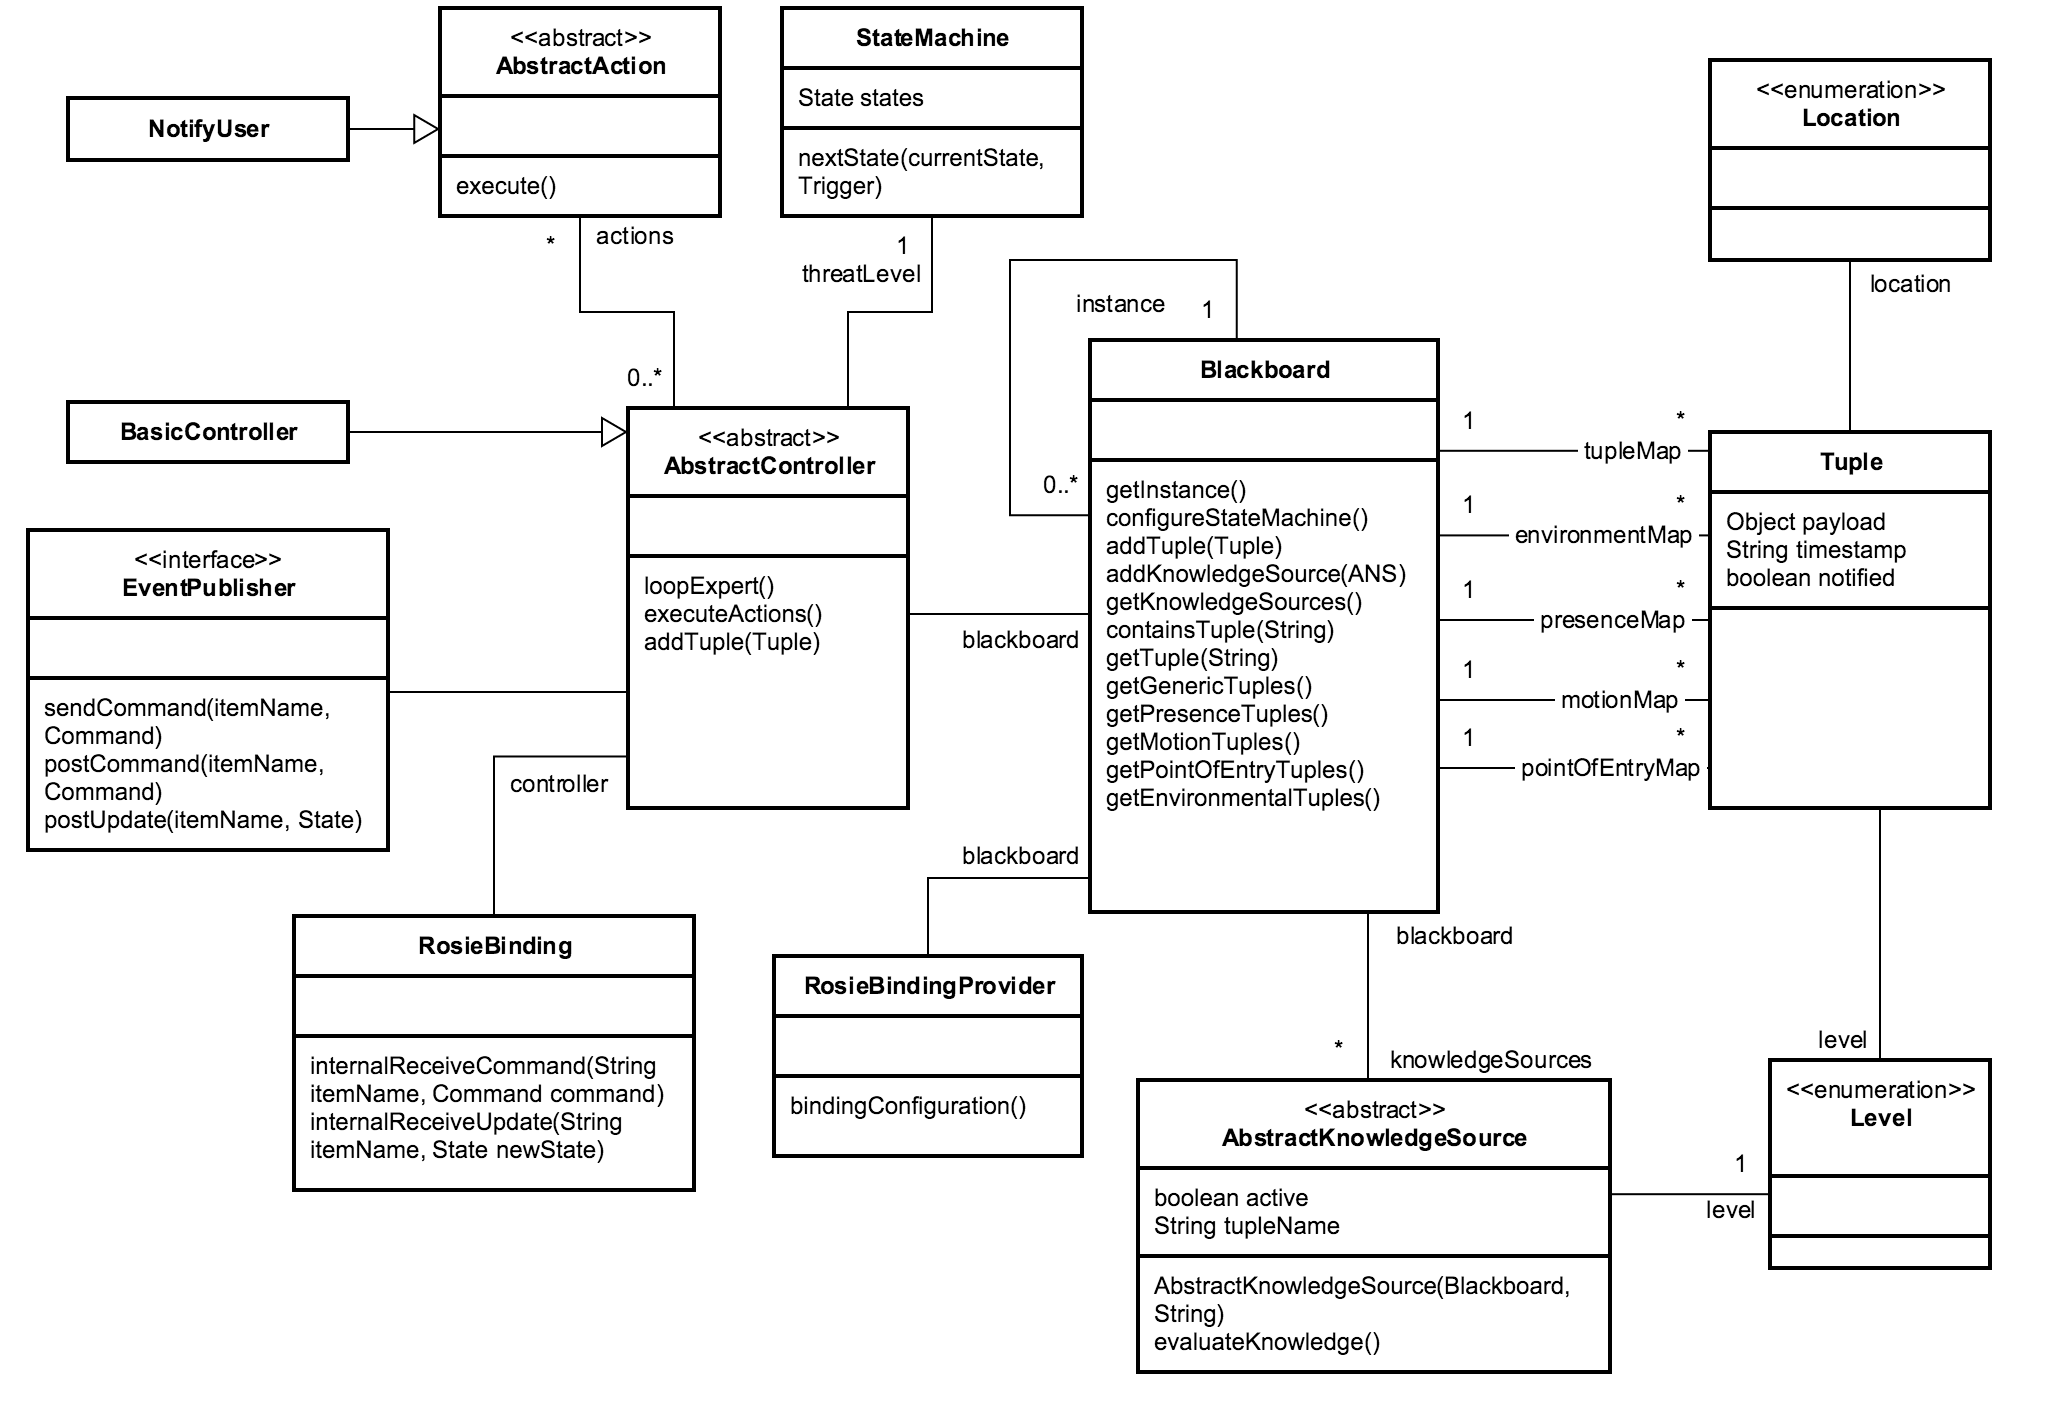 <<abstract>>
AbstractAction
execute()
StateMachine
State states
nextState(currentState,
Trigger)
<<enumeration>>
Location
NotifyUser
*
actions
1
threatLevel
location
instance
1
0..*
0..*
BasicController
<<abstract>>
AbstractController
loopExpert()
executeActions()
addTuple(Tuple)
Blackboard
getInstance()
configureStateMachine()
addTuple(Tuple)
addKnowledgeSource(ANS)
getKnowledgeSources()
containsTuple(String)
getTuple(String)
getGenericTuples()
getPresenceTuples()
getMotionTuples()
getPointOfEntryTuples()
getEnvironmentalTuples()
1
*
tupleMap
1
*
environmentMap
1
*
presenceMap
1
*
motionMap
1
*
pointOfEntryMap
Tuple
Object payload
String timestamp
boolean notified
<<interface>>
EventPublisher
sendCommand(itemName,
Command)
postCommand(itemName,
Command)
postUpdate(itemName, State)
blackboard
controller
blackboard
RosieBinding
internalReceiveCommand(String
itemName, Command command)
internalReceiveUpdate(String
itemName, State newState)
RosieBindingProvider
bindingConfiguration()
blackboard
*
knowledgeSources
<<abstract>>
AbstractKnowledgeSource
boolean active
String tupleName
AbstractKnowledgeSource(Blackboard,
String)
evaluateKnowledge()
level
<<enumeration>>
Level
1
level